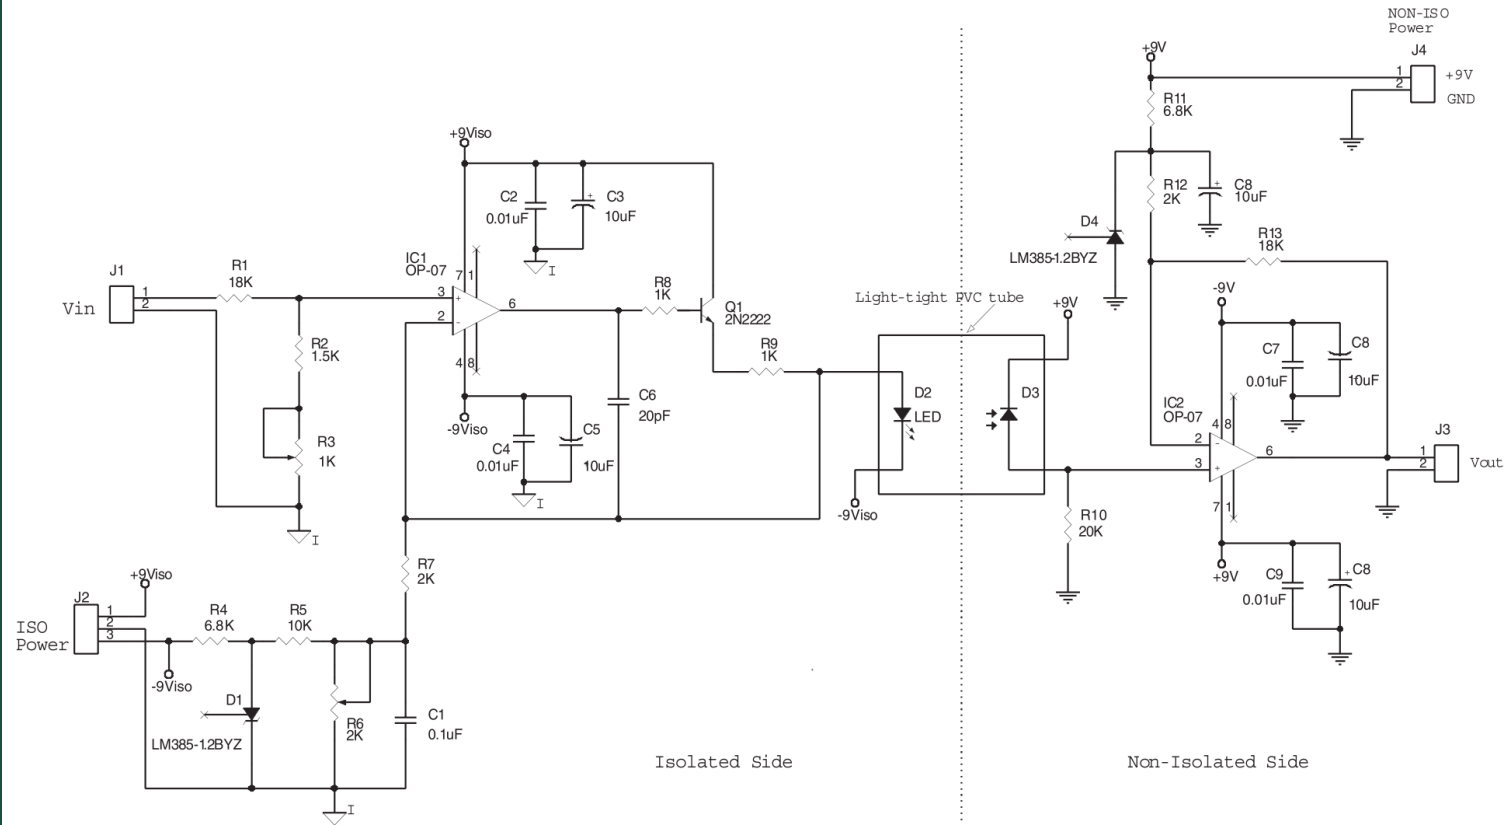 NON-ISO
Power
J4
1
2
+9V
GND
+9V
R11
6.8K
R12
2K
+
C8
10uF
D4
LM385-1.2BYZ
R13
18K
+9Viso
C2
0.01uF
+
C3
10uF
IC1
OP-07
7
1
3
+
2
-
6
4
8
J1
1
2
Vin
R1
18K
R2
1.5K
R3
1K
I
I
R8
1K
Q1
2N2222
R9
1K
-9Viso
C4
0.01uF
C5
10uF
I
C6
20pF
Light-tight PVC tube
+9V
D2
LED
D3
-9Viso
R10
20K
-9V
C7
0.01uF
C8
10uF
IC2
OP-07
4
8
2
-
3
+
6
7
1
J3
1
2
Vout
+9V
C9
0.01uF
+
C8
10uF
R7
2K
+9Viso
J2
1
2
3
ISO
Power
-9Viso
R4
6.8K
R5
10K
D1
LM385-1.2BYZ
R6
2K
C1
0.1uF
I
Isolated Side
Non-Isolated Side